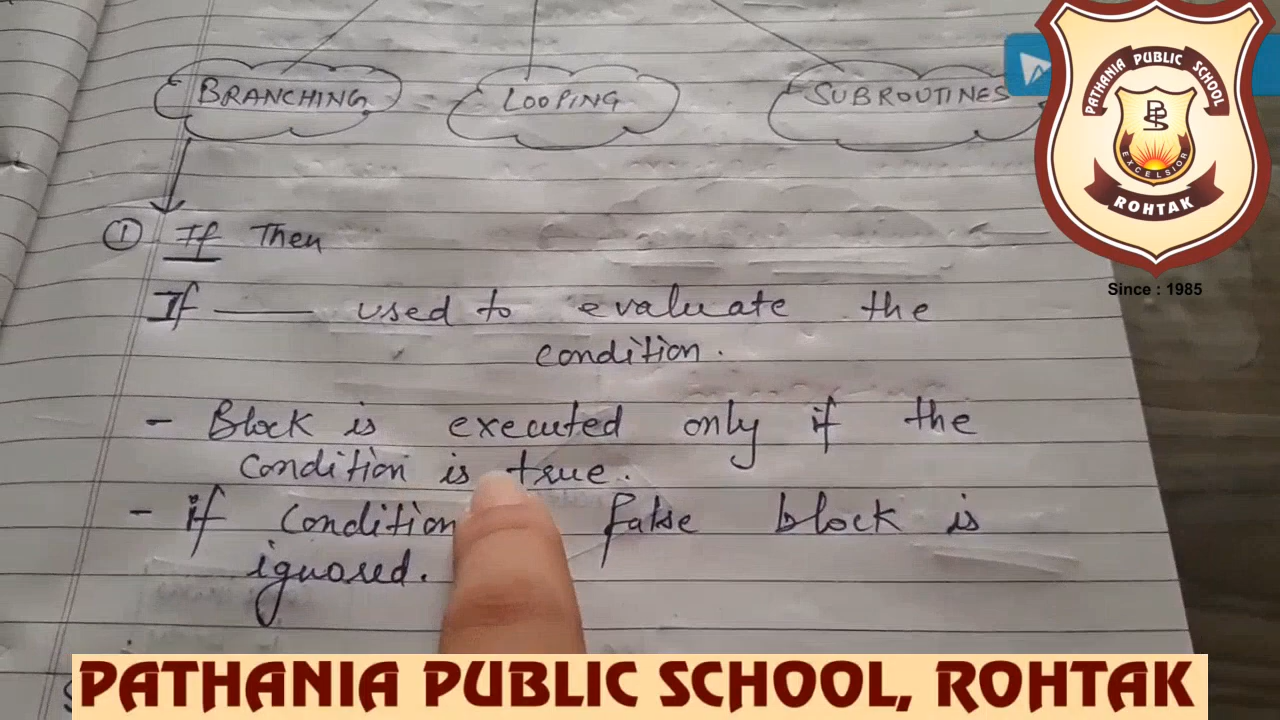 BRANCHING LOOPING SUBROUTINES
① If Then
If —— used to evaluate the
condition.
- Block is executed only if the
Condition is true.
- if Condition false block is
ignored.
PATHANIA PUBLIC SCHOOL
PBS
EXCELSIOR
ROHTAK
Since : 1985
PATHANIA PUBLIC SCHOOL, ROHTAK